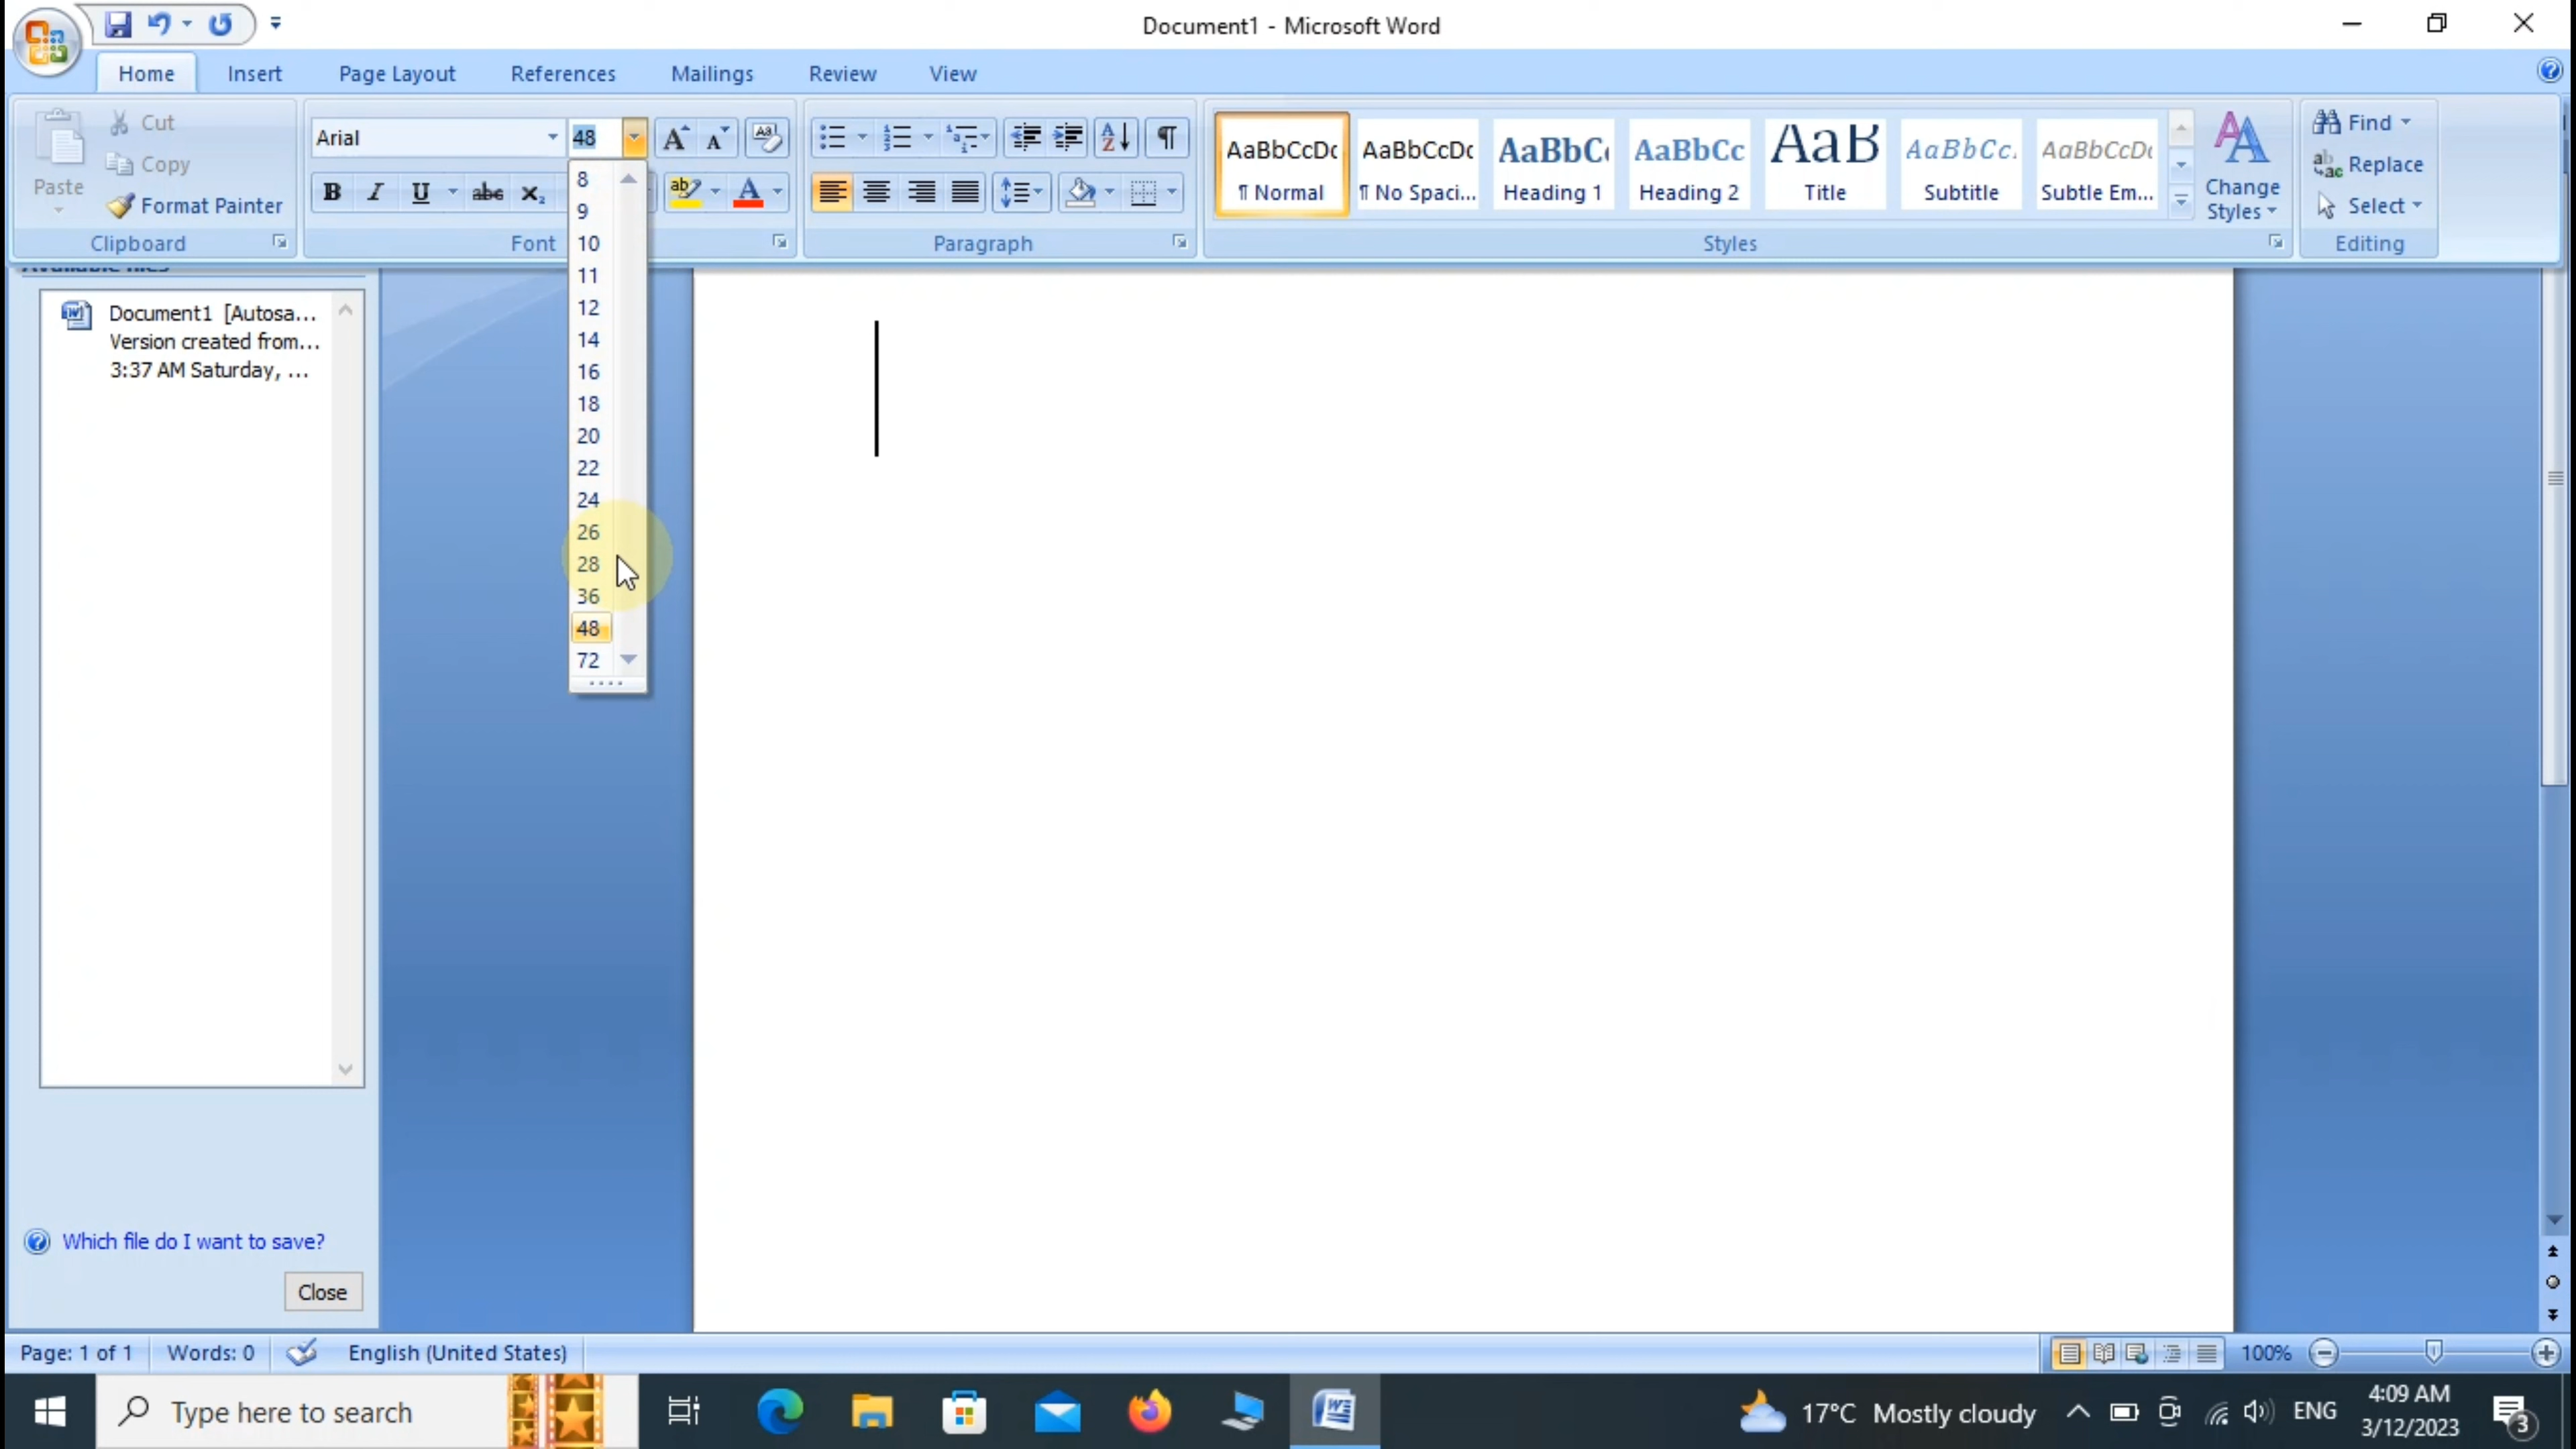 Document1 - Microsoft Word
Home Insert Page Layout References Mailings Review View
Paste
Cut
Copy
Format Painter
Clipboard
Arial 48
B I U abc x₂
Font
Paragraph
AaBbCcDc AaBbCcDc AaBbC AaBbCc AaB AaBbCc. AaBbCcDc
¶ Normal ¶ No Spaci... Heading 1 Heading 2 Title Subtitle Subtle Em...
Change
Styles
Styles
Find
Replace
Select
Editing
8
9
10
11
12
14
16
18
20
22
24
26
28
36
48
72
Available files
Document1 [Autosa...
Version created from...
3:37 AM Saturday, ...
Which file do I want to save?
Close
Page: 1 of 1 Words: 0 English (United States) 100%
Type here to search
17°C Mostly cloudy
ENG
4:09 AM
3/12/2023
3